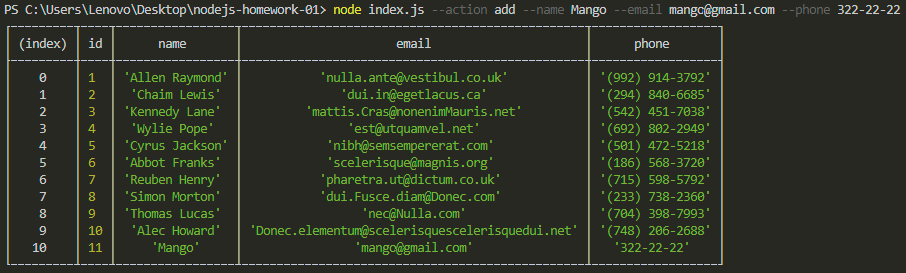 PS C:\Users\Lenovo\Desktop\nodejs-homework-01> node index.js --action add --name Mango --email mango@gmail.com --phone 322-22-22
(index) id name email phone
0 1 'Allen Raymond' 'nulla.ante@vestibul.co.uk' '(992) 914-3792'
1 2 'Chaim Lewis' 'dui.in@egetlacus.ca' '(294) 840-6685'
2 3 'Kennedy Lane' 'mattis.Cras@nonenimMauris.net' '(542) 451-7038'
3 4 'Wylie Pope' 'est@utquamvel.net' '(692) 802-2949'
4 5 'Cyrus Jackson' 'nibh@semsempererat.com' '(501) 472-5218'
5 6 'Abbot Franks' 'scelerisque@magnis.org' '(186) 568-3720'
6 7 'Reuben Henry' 'pharetra.ut@dictum.co.uk' '(715) 598-5792'
7 8 'Simon Morton' 'dui.Fusce.diam@Donec.com' '(233) 738-2360'
8 9 'Thomas Lucas' 'nec@Nulla.com' '(704) 398-7993'
9 10 'Alec Howard' 'Donec.elementum@scelerisquescelerisquedui.net' '(748) 206-2688'
10 11 'Mango' 'mango@gmail.com' '322-22-22'